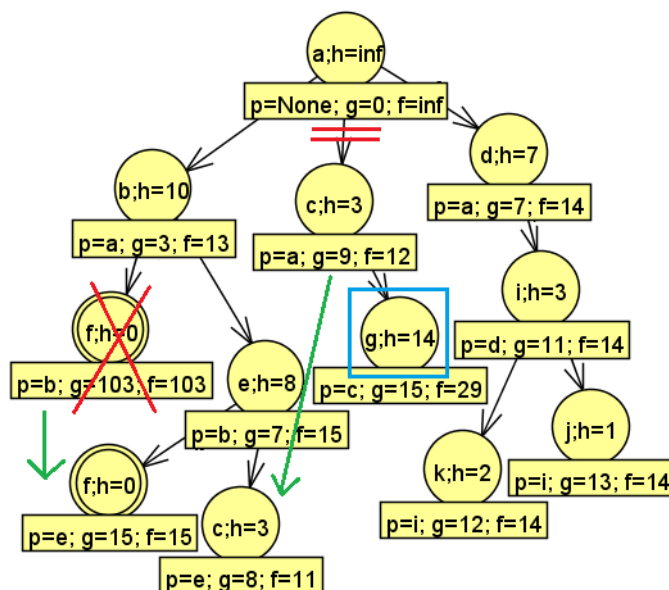 a;h=inf
p=None; g=0; f=inf
d;h=7
p=a; g=7; f=14
b;h=10
p=a; g=3; f=13
c;h=3
p=a; g=9; f=12
i;h=3
p=d; g=11; f=14
f;h=0
p=b; g=103; f=103
g;h=14
p=c; g=15; f=29
e;h=8
p=b; g=7; f=15
j;h=1
p=i; g=13; f=14
k;h=2
p=i; g=12; f=14
f;h=0
p=e; g=15; f=15
c;h=3
p=e; g=8; f=11